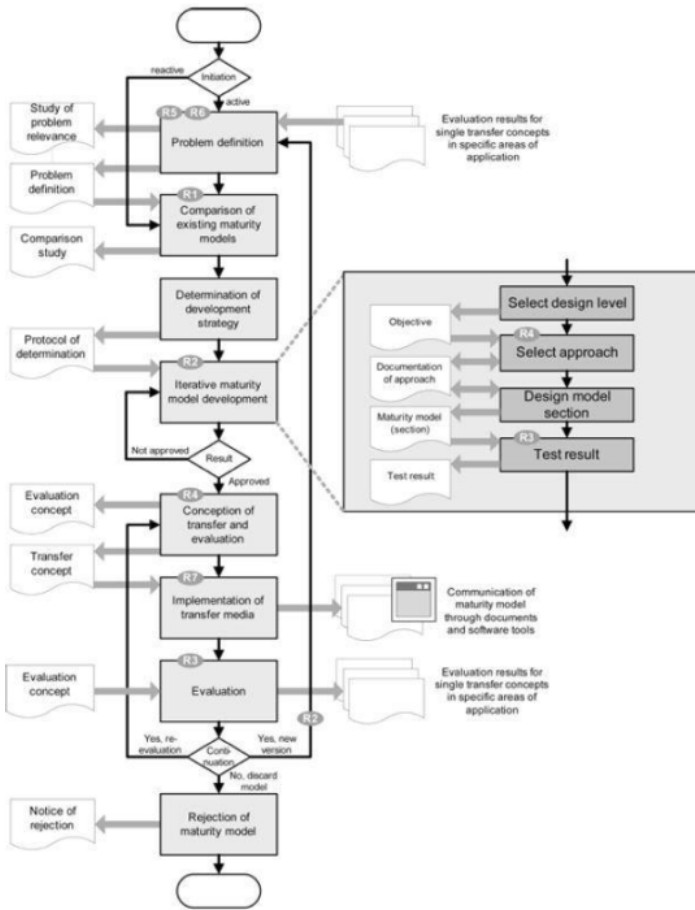 reactive
Initiation
active
Study of
problem
relevance
R5
R6
Problem definition
Evaluation results for
single transfer concepts
in specific areas of
application
Problem
definition
R1
Comparison of
existing maturity
models
Comparison
study
Determination of
development
strategy
Protocol of
determination
R2
Iterative maturity
model development
Select design level
Objective
R4
Select approach
Documentation
of approach
Design model
section
Maturity model
(section)
R3
Test result
Test result
Not approved
Result
Approved
Evaluation
concept
R4
Conception of
transfer and
evaluation
Transfer
concept
R7
Implementation of
transfer media
Communication of
maturity model
through documents
and software tools
Evaluation
concept
R3
Evaluation
Evaluation results for
single transfer concepts
in specific areas of
application
R2
Yes, re-
evaluation
Conti-
nuation
Yes, new
version
No, discard
model
Notice of
rejection
Rejection of
maturity model